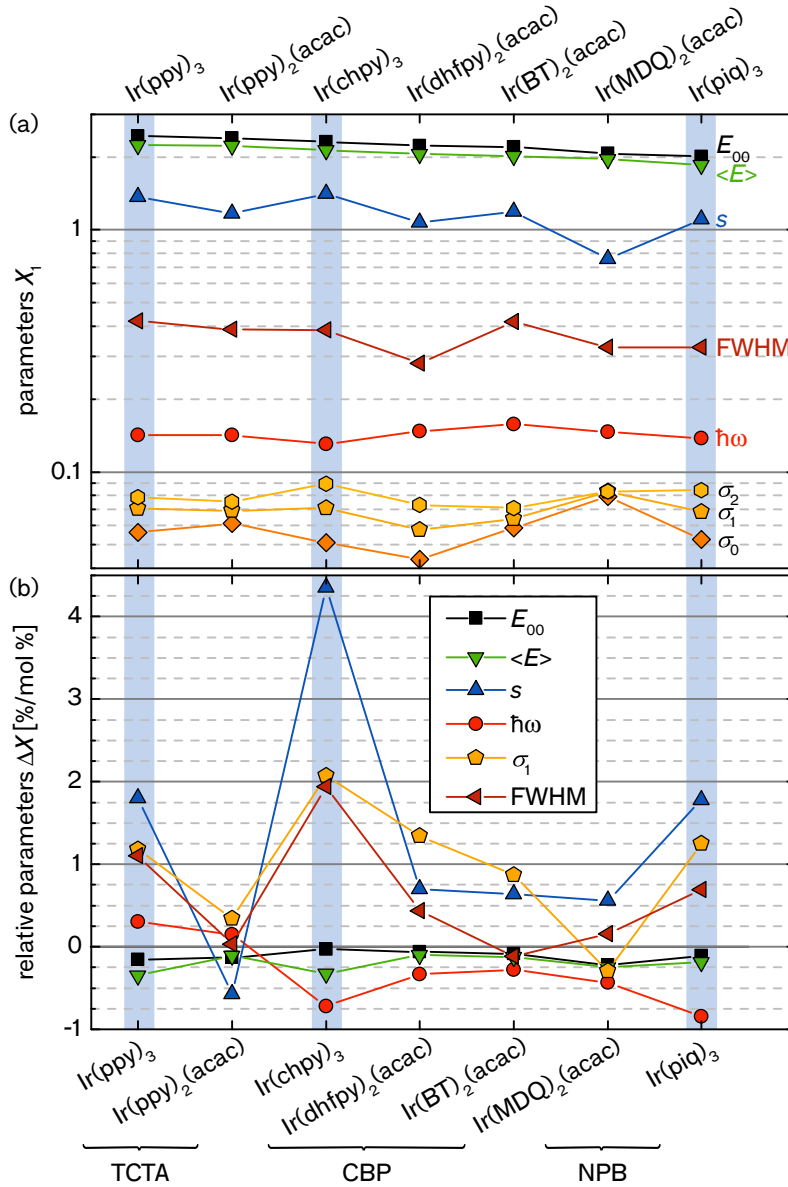 Ir(ppy)₃ Ir(ppy)₂(acac) Ir(chpy)₃ Ir(dhfpy)₂(acac) Ir(BT)₂(acac) Ir(MDQ)₂(acac) Ir(piq)₃
(a)
E₀₀
<E>
s
1
parameters X₁
FWHM
ħω
0.1
σ₂
σ₁
σ₀
(b)
4
3
2
1
0
-1
relative parameters ΔX [%/mol %]
E₀₀
<E>
s
ħω
σ₁
FWHM
Ir(ppy)₃ Ir(ppy)₂(acac) Ir(chpy)₃ Ir(dhfpy)₂(acac) Ir(BT)₂(acac) Ir(MDQ)₂(acac) Ir(piq)₃
TCTA CBP NPB